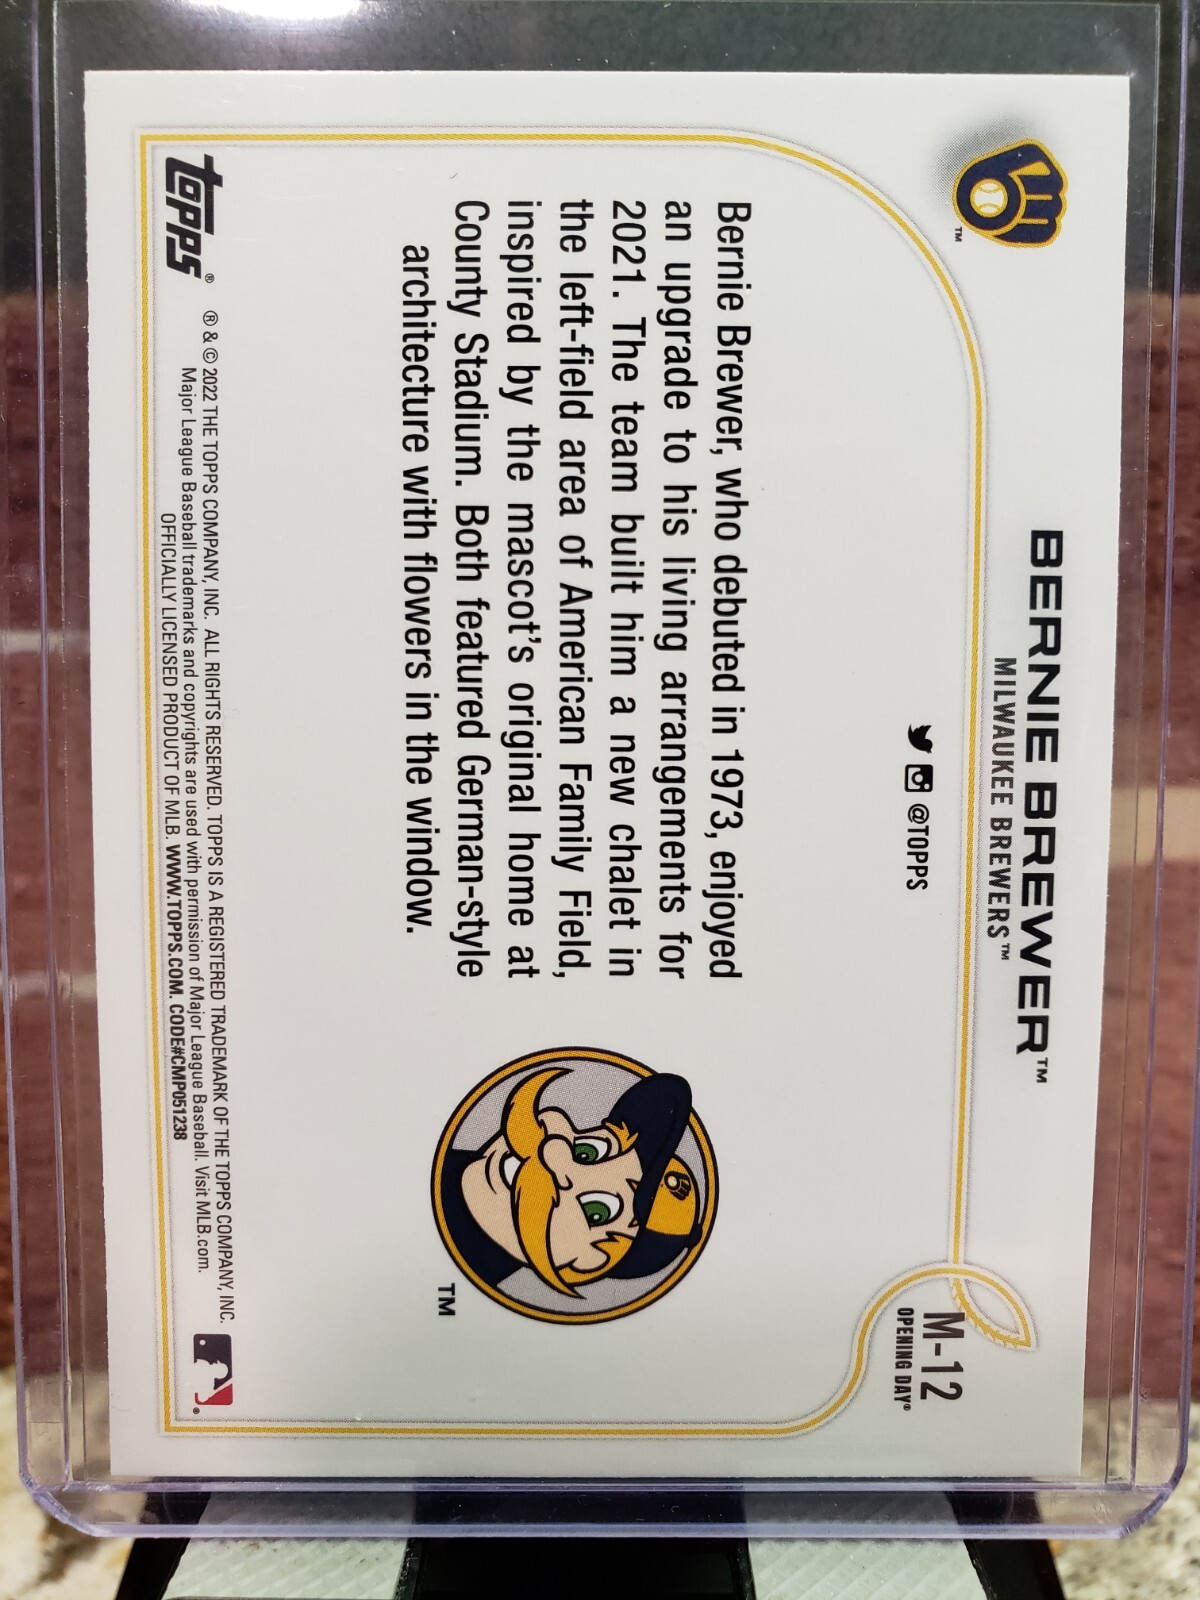 BERNIE BREWER™
MILWAUKEE BREWERS™
™
@TOPPS
M-12
OPENING DAY®
Bernie Brewer, who debuted in 1973, enjoyed
an upgrade to his living arrangements for
2021. The team built him a new chalet in
the left-field area of American Family Field,
inspired by the mascot's original home at
County Stadium. Both featured German-style
architecture with flowers in the window.
TM
topps®
® & © 2022 THE TOPPS COMPANY, INC. ALL RIGHTS RESERVED. TOPPS IS A REGISTERED TRADEMARK OF THE TOPPS COMPANY, INC.
Major League Baseball trademarks and copyrights are used with permission of Major League Baseball. Visit MLB.com.
OFFICIALLY LICENSED PRODUCT OF MLB. WWW.TOPPS.COM. CODE#CMP051238